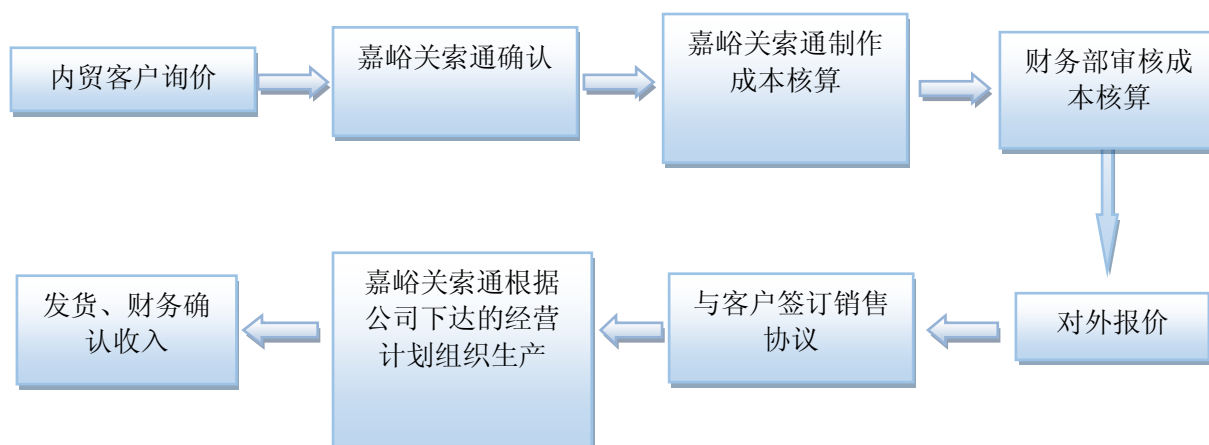 内贸客户询价
嘉峪关索通确认
嘉峪关索通制作
成本核算
财务部审核成
本核算
对外报价
与客户签订销售
协议
嘉峪关索通根据
公司下达的经营
计划组织生产
发货、财务确
认收入